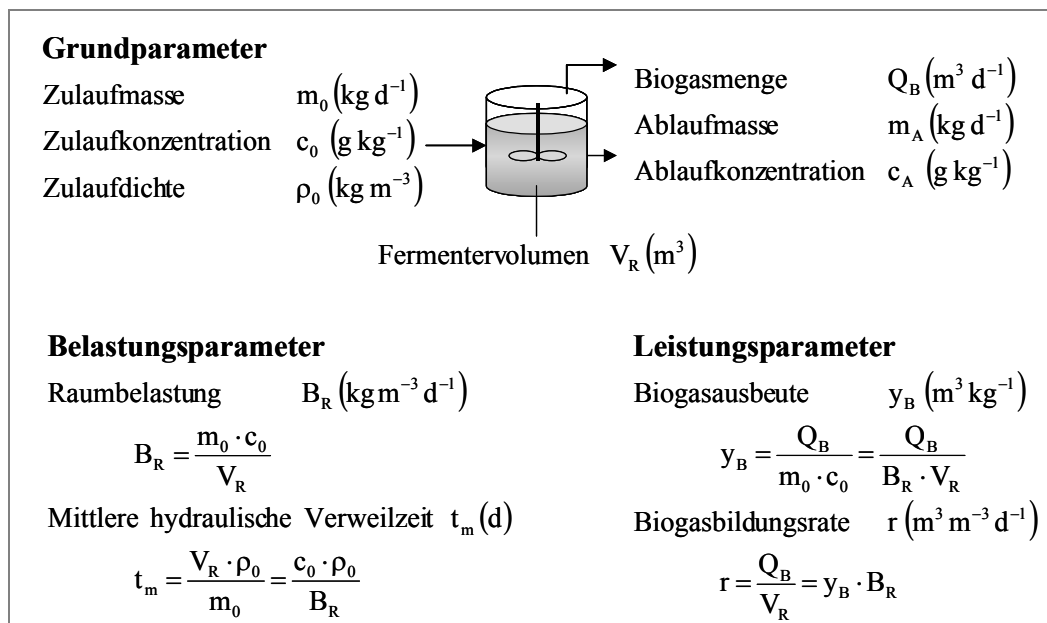 Grundparameter
Zulaufmasse m₀ (kg d⁻¹)
Zulaufkonzentration c₀ (g kg⁻¹)
Zulaufdichte ρ₀ (kg m⁻³)
Biogasmenge Q_B (m³ d⁻¹)
Ablaufmasse m_A (kg d⁻¹)
Ablaufkonzentration c_A (g kg⁻¹)
Fermentervolumen V_R (m³)
Belastungsparameter
Raumbelastung B_R (kg m⁻³ d⁻¹)
B_R = m₀ · c₀ / V_R
Mittlere hydraulische Verweilzeit t_m (d)
t_m = V_R · ρ₀ / m₀ = c₀ · ρ₀ / B_R
Leistungsparameter
Biogasausbeute y_B (m³ kg⁻¹)
y_B = Q_B / m₀ · c₀ = Q_B / B_R · V_R
Biogasbildungsrate r (m³ m⁻³ d⁻¹)
r = Q_B / V_R = y_B · B_R